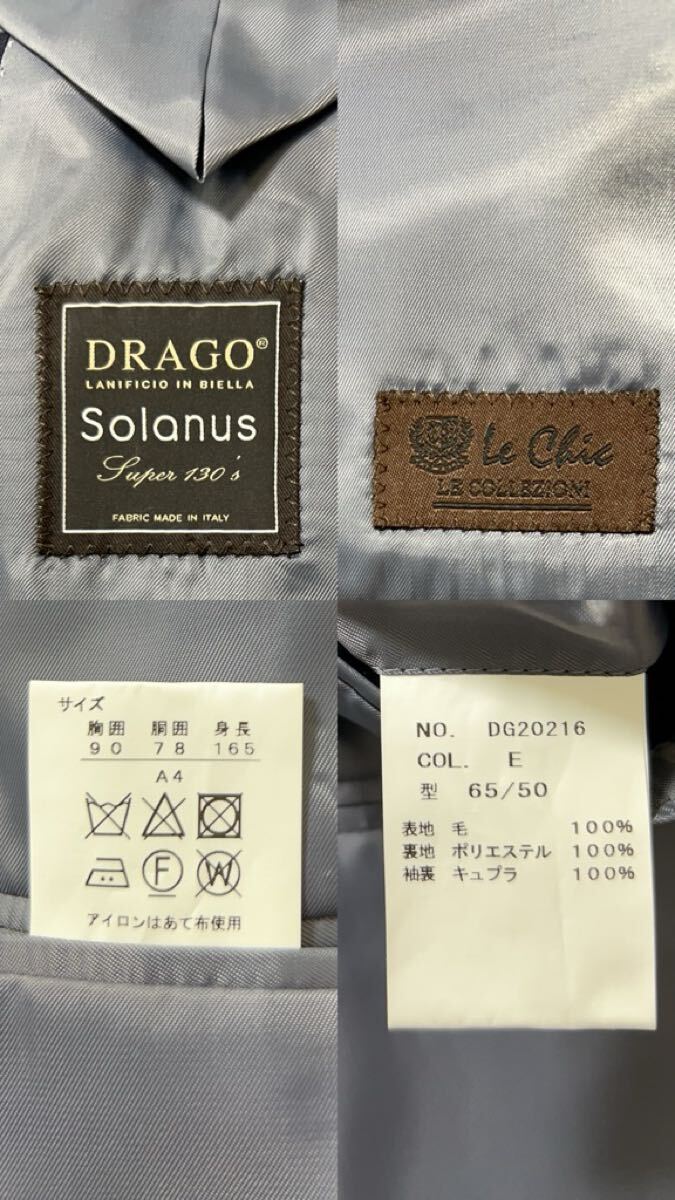 DRAGO®
LANIFICIO IN BIELLA
Solanus
Super 130's
FABRIC MADE IN ITALY
Le Chic
LE COLLEZIONI
サイズ
胸囲 胴囲 身長
90 78 165
A4
F W
アイロンはあて布使用
NO. DG20216
COL. E
型 65/50
表地 毛 100%
裏地 ポリエステル 100%
袖裏 キュプラ 100%